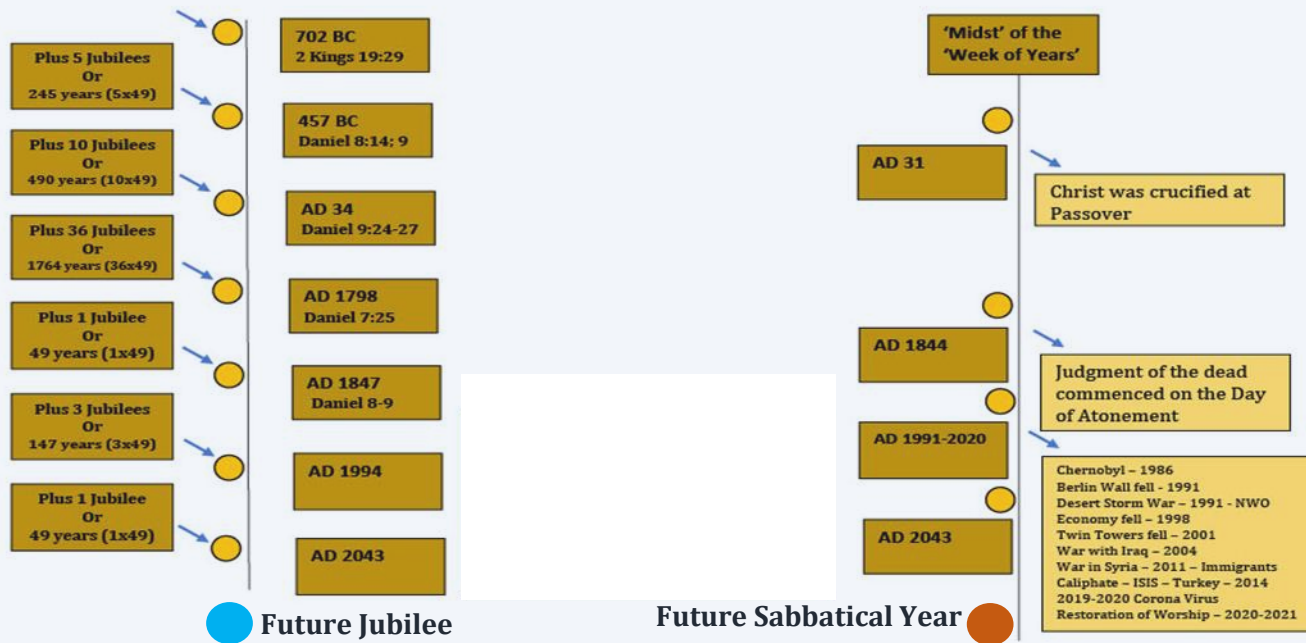 702 BC
2 Kings 19:29
Plus 5 Jubilees
Or
245 years (5x49)
457 BC
Daniel 8:14; 9
Plus 10 Jubilees
Or
490 years (10x49)
AD 34
Daniel 9:24-27
Plus 36 Jubilees
Or
1764 years (36x49)
AD 1798
Daniel 7:25
Plus 1 Jubilee
Or
49 years (1x49)
AD 1847
Daniel 8-9
Plus 3 Jubilees
Or
147 years (3x49)
AD 1994
Plus 1 Jubilee
Or
49 years (1x49)
AD 2043
Future Jubilee
‘Midst’ of the
‘Week of Years’
AD 31
Christ was crucified at
Passover
AD 1844
Judgment of the dead
commenced on the Day
of Atonement
AD 1991-2020
Chernobyl – 1986
Berlin Wall fell - 1991
Desert Storm War – 1991 - NWO
Economy fell – 1998
Twin Towers fell – 2001
War with Iraq – 2004
War in Syria – 2011 – Immigrants
Caliphate – ISIS – Turkey – 2014
2019-2020 Corona Virus
Restoration of Worship – 2020-2021
AD 2043
Future Sabbatical Year